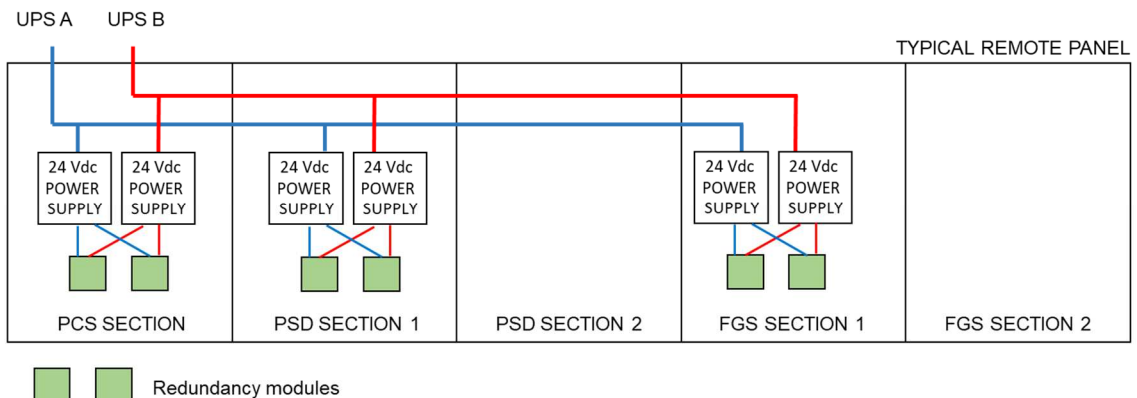 UPS A UPS B
TYPICAL REMOTE PANEL
24 Vdc POWER SUPPLY
24 Vdc POWER SUPPLY
24 Vdc POWER SUPPLY
24 Vdc POWER SUPPLY
24 Vdc POWER SUPPLY
24 Vdc POWER SUPPLY
PCS SECTION
PSD SECTION 1
PSD SECTION 2
FGS SECTION 1
FGS SECTION 2
Redundancy modules